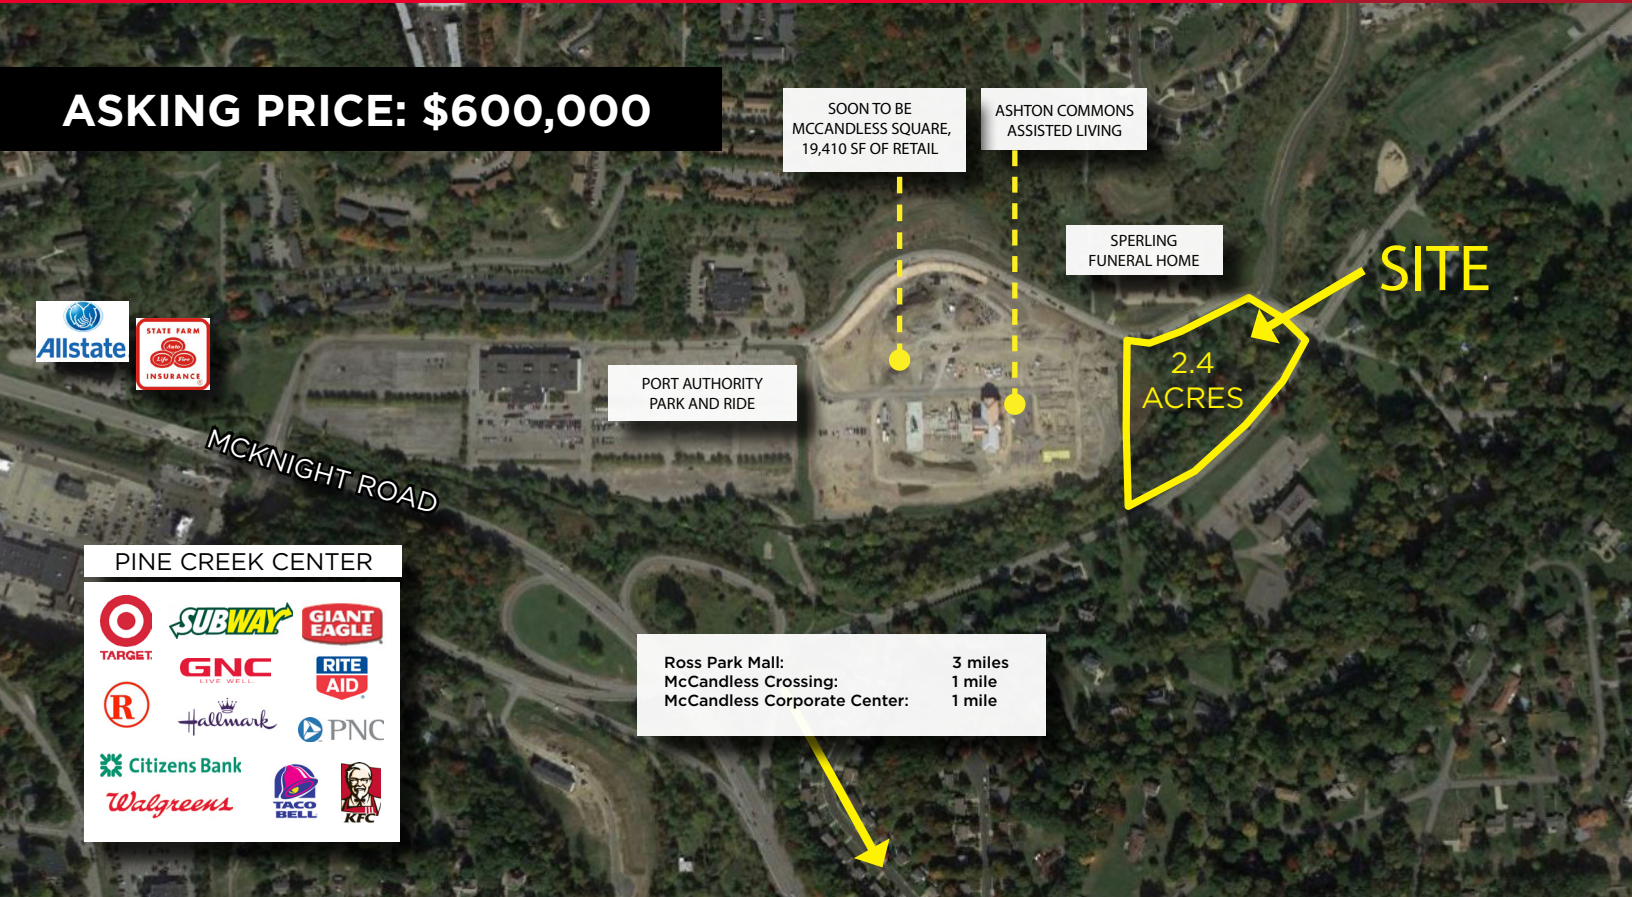 ASKING PRICE: $600,000
SOON TO BE
MCCANDLESS SQUARE,
19,410 SF OF RETAIL
ASHTON COMMONS
ASSISTED LIVING
SPERLING
FUNERAL HOME
SITE
2.4
ACRES
Allstate
STATE FARM
Auto
Life Fire
INSURANCE
PORT AUTHORITY
PARK AND RIDE
MCKNIGHT ROAD
PINE CREEK CENTER
TARGET
SUBWAY
GIANT
EAGLE
GNC
LIVE WELL
RITE
AID
R
Hallmark
PNC
Citizens Bank
Walgreens
TACO
BELL
KFC
Ross Park Mall: 3 miles
McCandless Crossing: 1 mile
McCandless Corporate Center: 1 mile